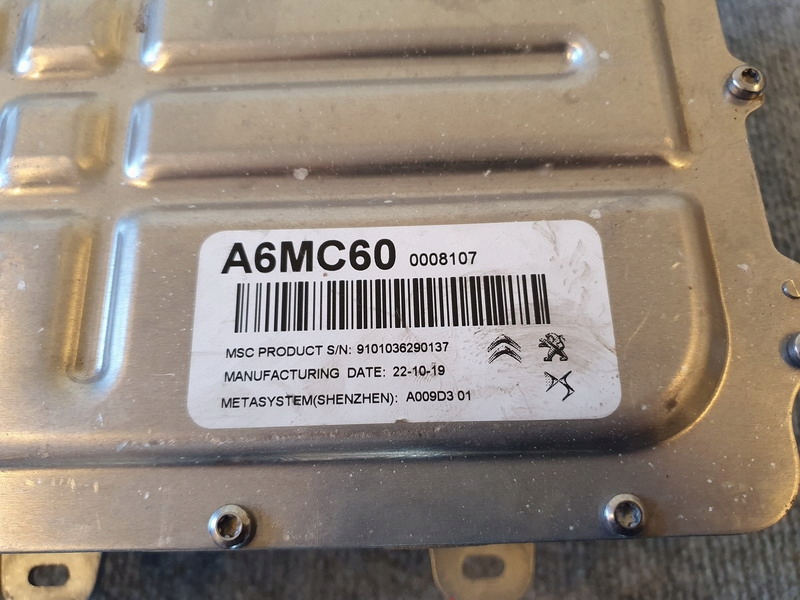 A6MC60 0008107
MSC PRODUCT S/N: 9101036290137
MANUFACTURING DATE: 22-10-19
METASYSTEM(SHENZHEN): A009D3 01